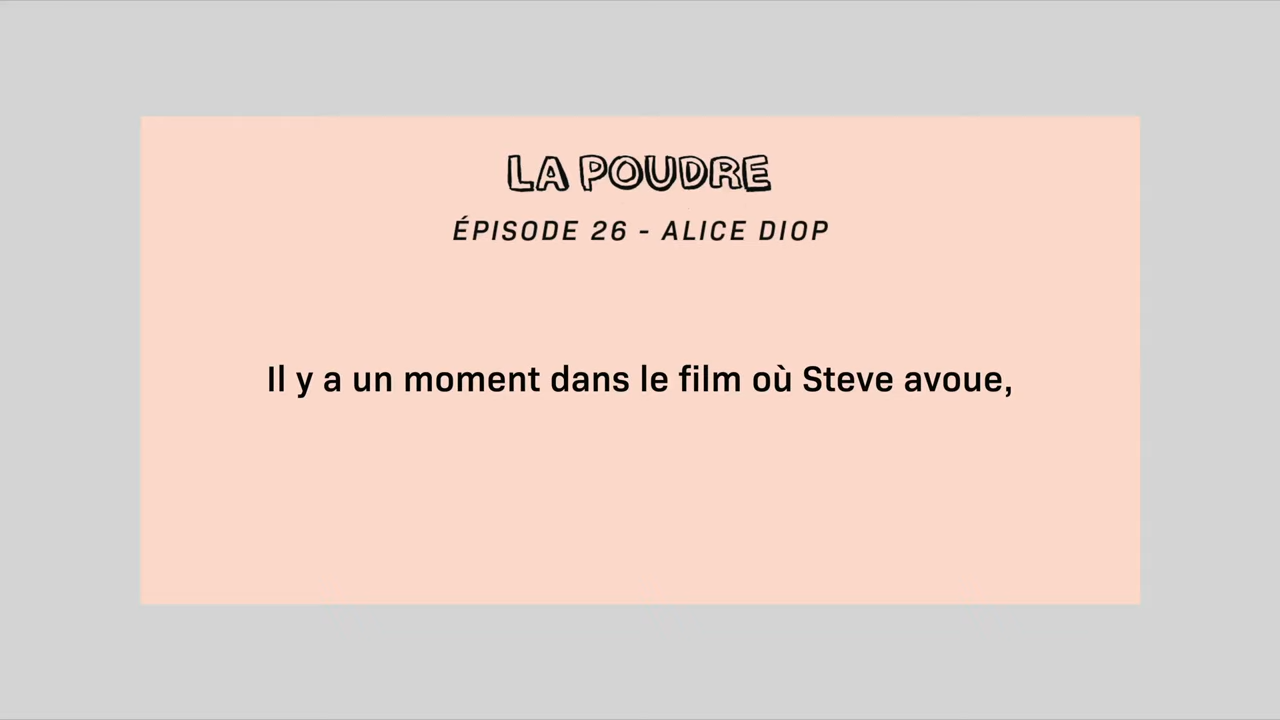 LA POUDRE
ÉPISODE 26 - ALICE DIOP
Il y a un moment dans le film où Steve avoue,